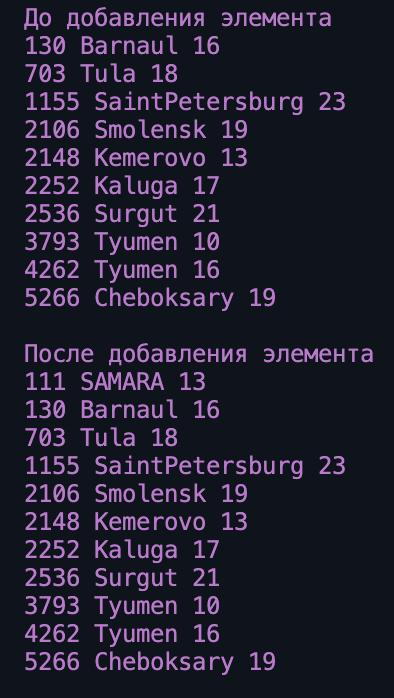 До добавления элемента
130 Barnaul 16
703 Tula 18
1155 SaintPetersburg 23
2106 Smolensk 19
2148 Kemerovo 13
2252 Kaluga 17
2536 Surgut 21
3793 Tyumen 10
4262 Tyumen 16
5266 Cheboksary 19

После добавления элемента
111 SAMARA 13
130 Barnaul 16
703 Tula 18
1155 SaintPetersburg 23
2106 Smolensk 19
2148 Kemerovo 13
2252 Kaluga 17
2536 Surgut 21
3793 Tyumen 10
4262 Tyumen 16
5266 Cheboksary 19